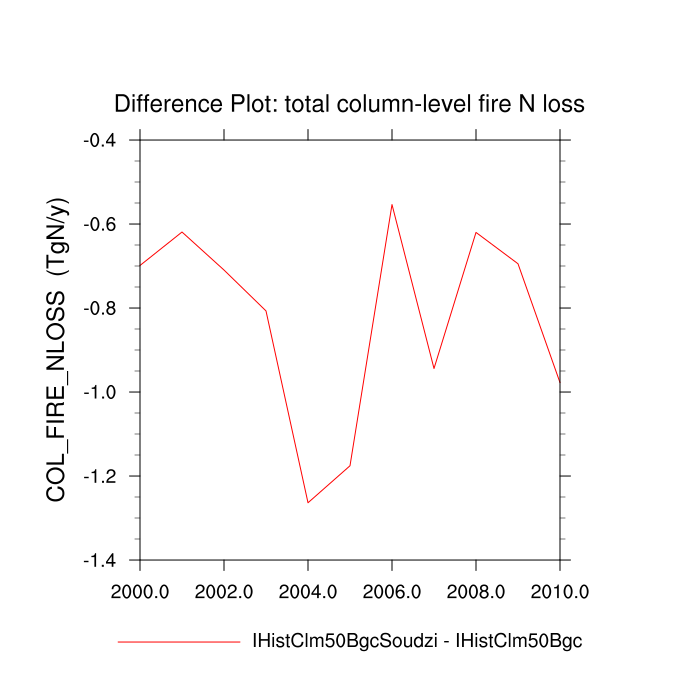 Difference Plot: total column-level fire N loss
COL_FIRE_NLOSS (TgN/y)
-0.4
-0.6
-0.8
-1.0
-1.2
-1.4
2000.0 2002.0 2004.0 2006.0 2008.0 2010.0
IHistClm50BgcSoudzi - IHistClm50Bgc